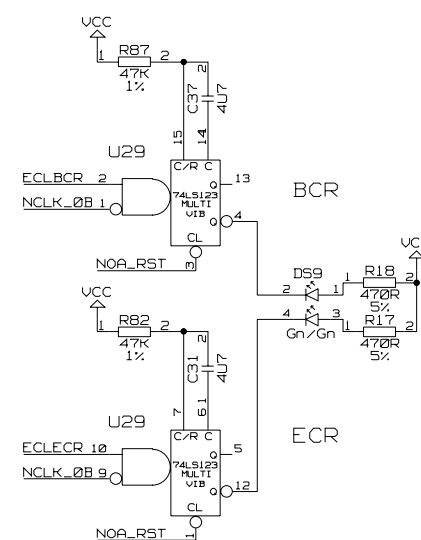 VCC
1 R87 2
47K
1%
C37
2
4U7
15
14
U29
ECLBCR 2
NCLK_0B 1
C/R C
Q 13
74LS123
MULTI
VIB
Q 4
CL
3
NOA_RST
BCR
VC
DS9
2 1
1 R18 2
470R
5%
4 3
Gn/Gn
1 R17 2
470R
5%
VCC
1 R82 2
47K
1%
C31
2
4U7
7
6 1
U29
ECLECR 10
NCLK_0B 9
C/R C
Q 5
74LS123
MULTI
VIB
Q 12
CL
1
NOA_RST
ECR